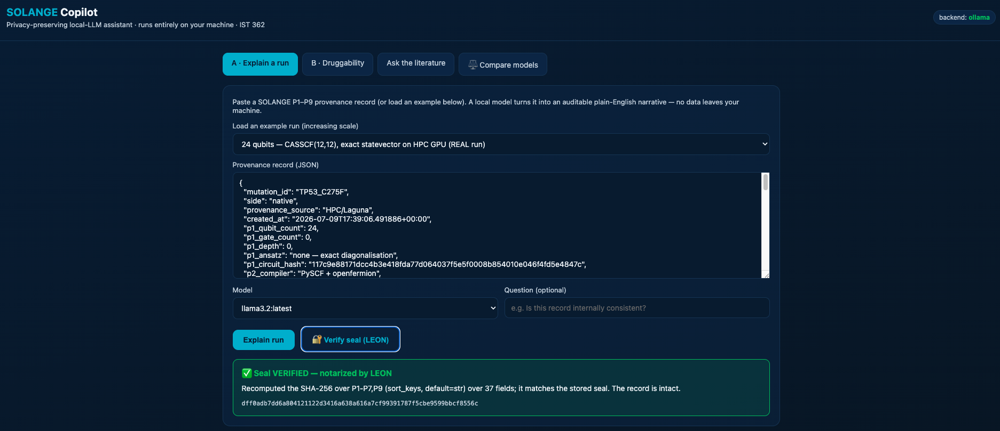 SOLANGE Copilot
Privacy-preserving local-LLM assistant · runs entirely on your machine · IST 362
backend: ollama
A · Explain a run
B · Druggability
Ask the literature
Compare models
Paste a SOLANGE P1–P9 provenance record (or load an example below). A local model turns it into an auditable plain-English narrative — no data leaves your
machine.
Load an example run (increasing scale)
24 qubits — CASSCF(12,12), exact statevector on HPC GPU (REAL run)
Provenance record (JSON)
{
"mutation_id": "TP53_C275F",
"side": "native",
"provenance_source": "HPC/Laguna",
"created_at": "2026-07-09T17:39:06.491886+00:00",
"p1_qubit_count": 24,
"p1_gate_count": 0,
"p1_depth": 0,
"p1_ansatz": "none — exact diagonalisation",
"p1_circuit_hash": "117c9e88171dcc4b3e418fda77d064037f5e5f0008b854010e046f4fd5e4847c",
"p2_compiler": "PySCF + openfermion",
Model
Question (optional)
llama3.2:latest
e.g. Is this record internally consistent?
Explain run
Verify seal (LEON)
Seal VERIFIED — notarized by LEON
Recomputed the SHA-256 over P1-P7,P9 (sort_keys, default=str) over 37 fields; it matches the stored seal. The record is intact.
dff0adb7dd6a804121122d3416a638a616a7cf99391787f5cbe9599bbcf8556c